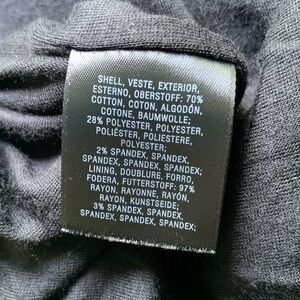 SHELL, VESTE, EXTERIOR,
ESTERNO, OBERSTOFF: 70%
COTTON, COTON, ALGODÓN,
COTONE, BAUMWOLLE;
28% POLYESTER, POLYESTER,
POLIÉSTER, POLIESTERE,
POLYESTER;
2% SPANDEX, SPANDEX,
SPANDEX, SPANDEX, SPANDEX;
LINING, DOUBLURE, FORRO,
FODERA, FUTTERSTOFF: 97%
RAYON, RAYONNE, RAYÓN,
RAYON, KUNSTSEIDE;
3% SPANDEX, SPANDEX,
SPANDEX, SPANDEX, SPANDEX;